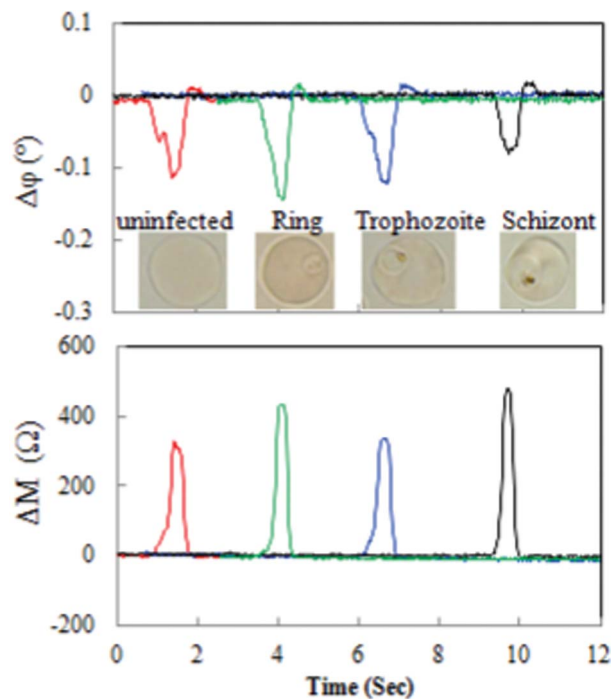 0.1
0
-0.1
-0.2
-0.3
Δφ (º)
uninfected Ring Trophozoite Schizont
600
400
200
0
-200
ΔM (Ω)
0 2 4 6 8 10 12
Time (Sec)